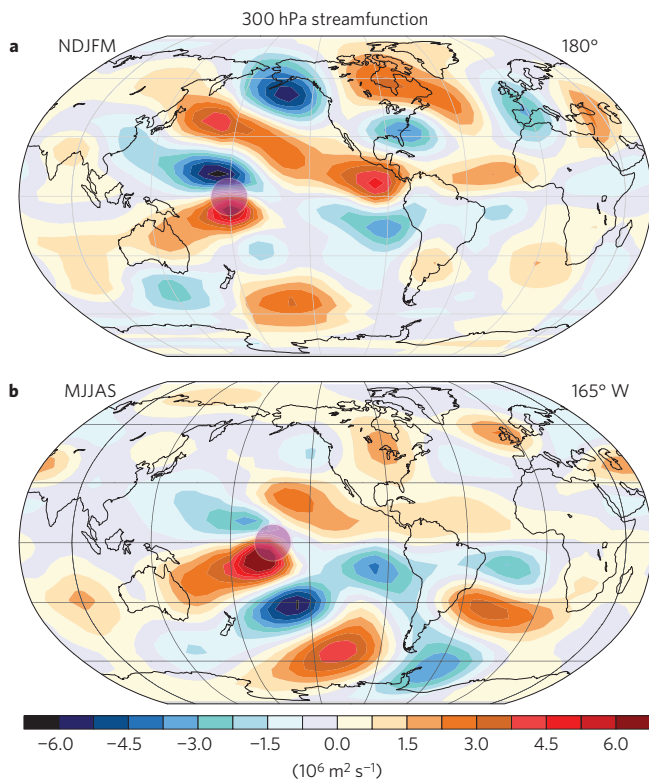 300 hPa streamfunction
a NDJFM 180°
b MJJAS 165° W
−6.0 −4.5 −3.0 −1.5 0.0 1.5 3.0 4.5 6.0
(10⁶ m² s⁻¹)